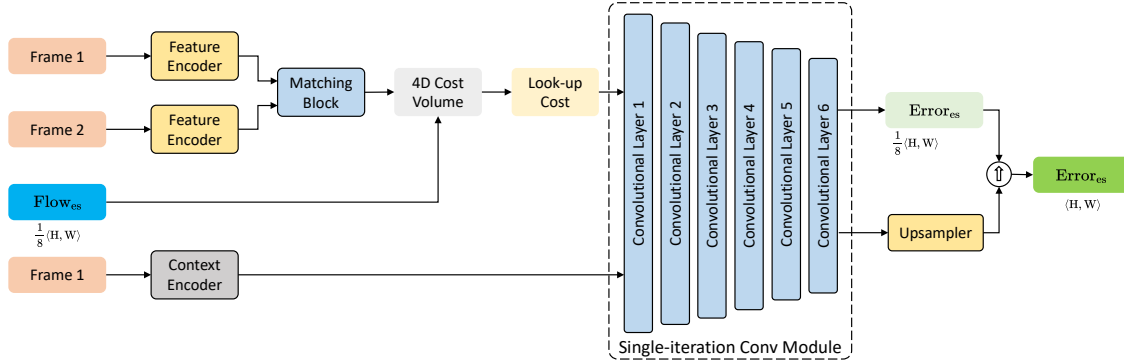 Frame 1
Feature
Encoder
Frame 2
Feature
Encoder
Matching
Block
4D Cost
Volume
Look-up
Cost
Flow_es
1/8 ⟨H, W⟩
Frame 1
Context
Encoder
Convolutional Layer 1
Convolutional Layer 2
Convolutional Layer 3
Convolutional Layer 4
Convolutional Layer 5
Convolutional Layer 6
Single-iteration Conv Module
Error_es
1/8 ⟨H, W⟩
Upsampler
⇧
Error_es
⟨H, W⟩